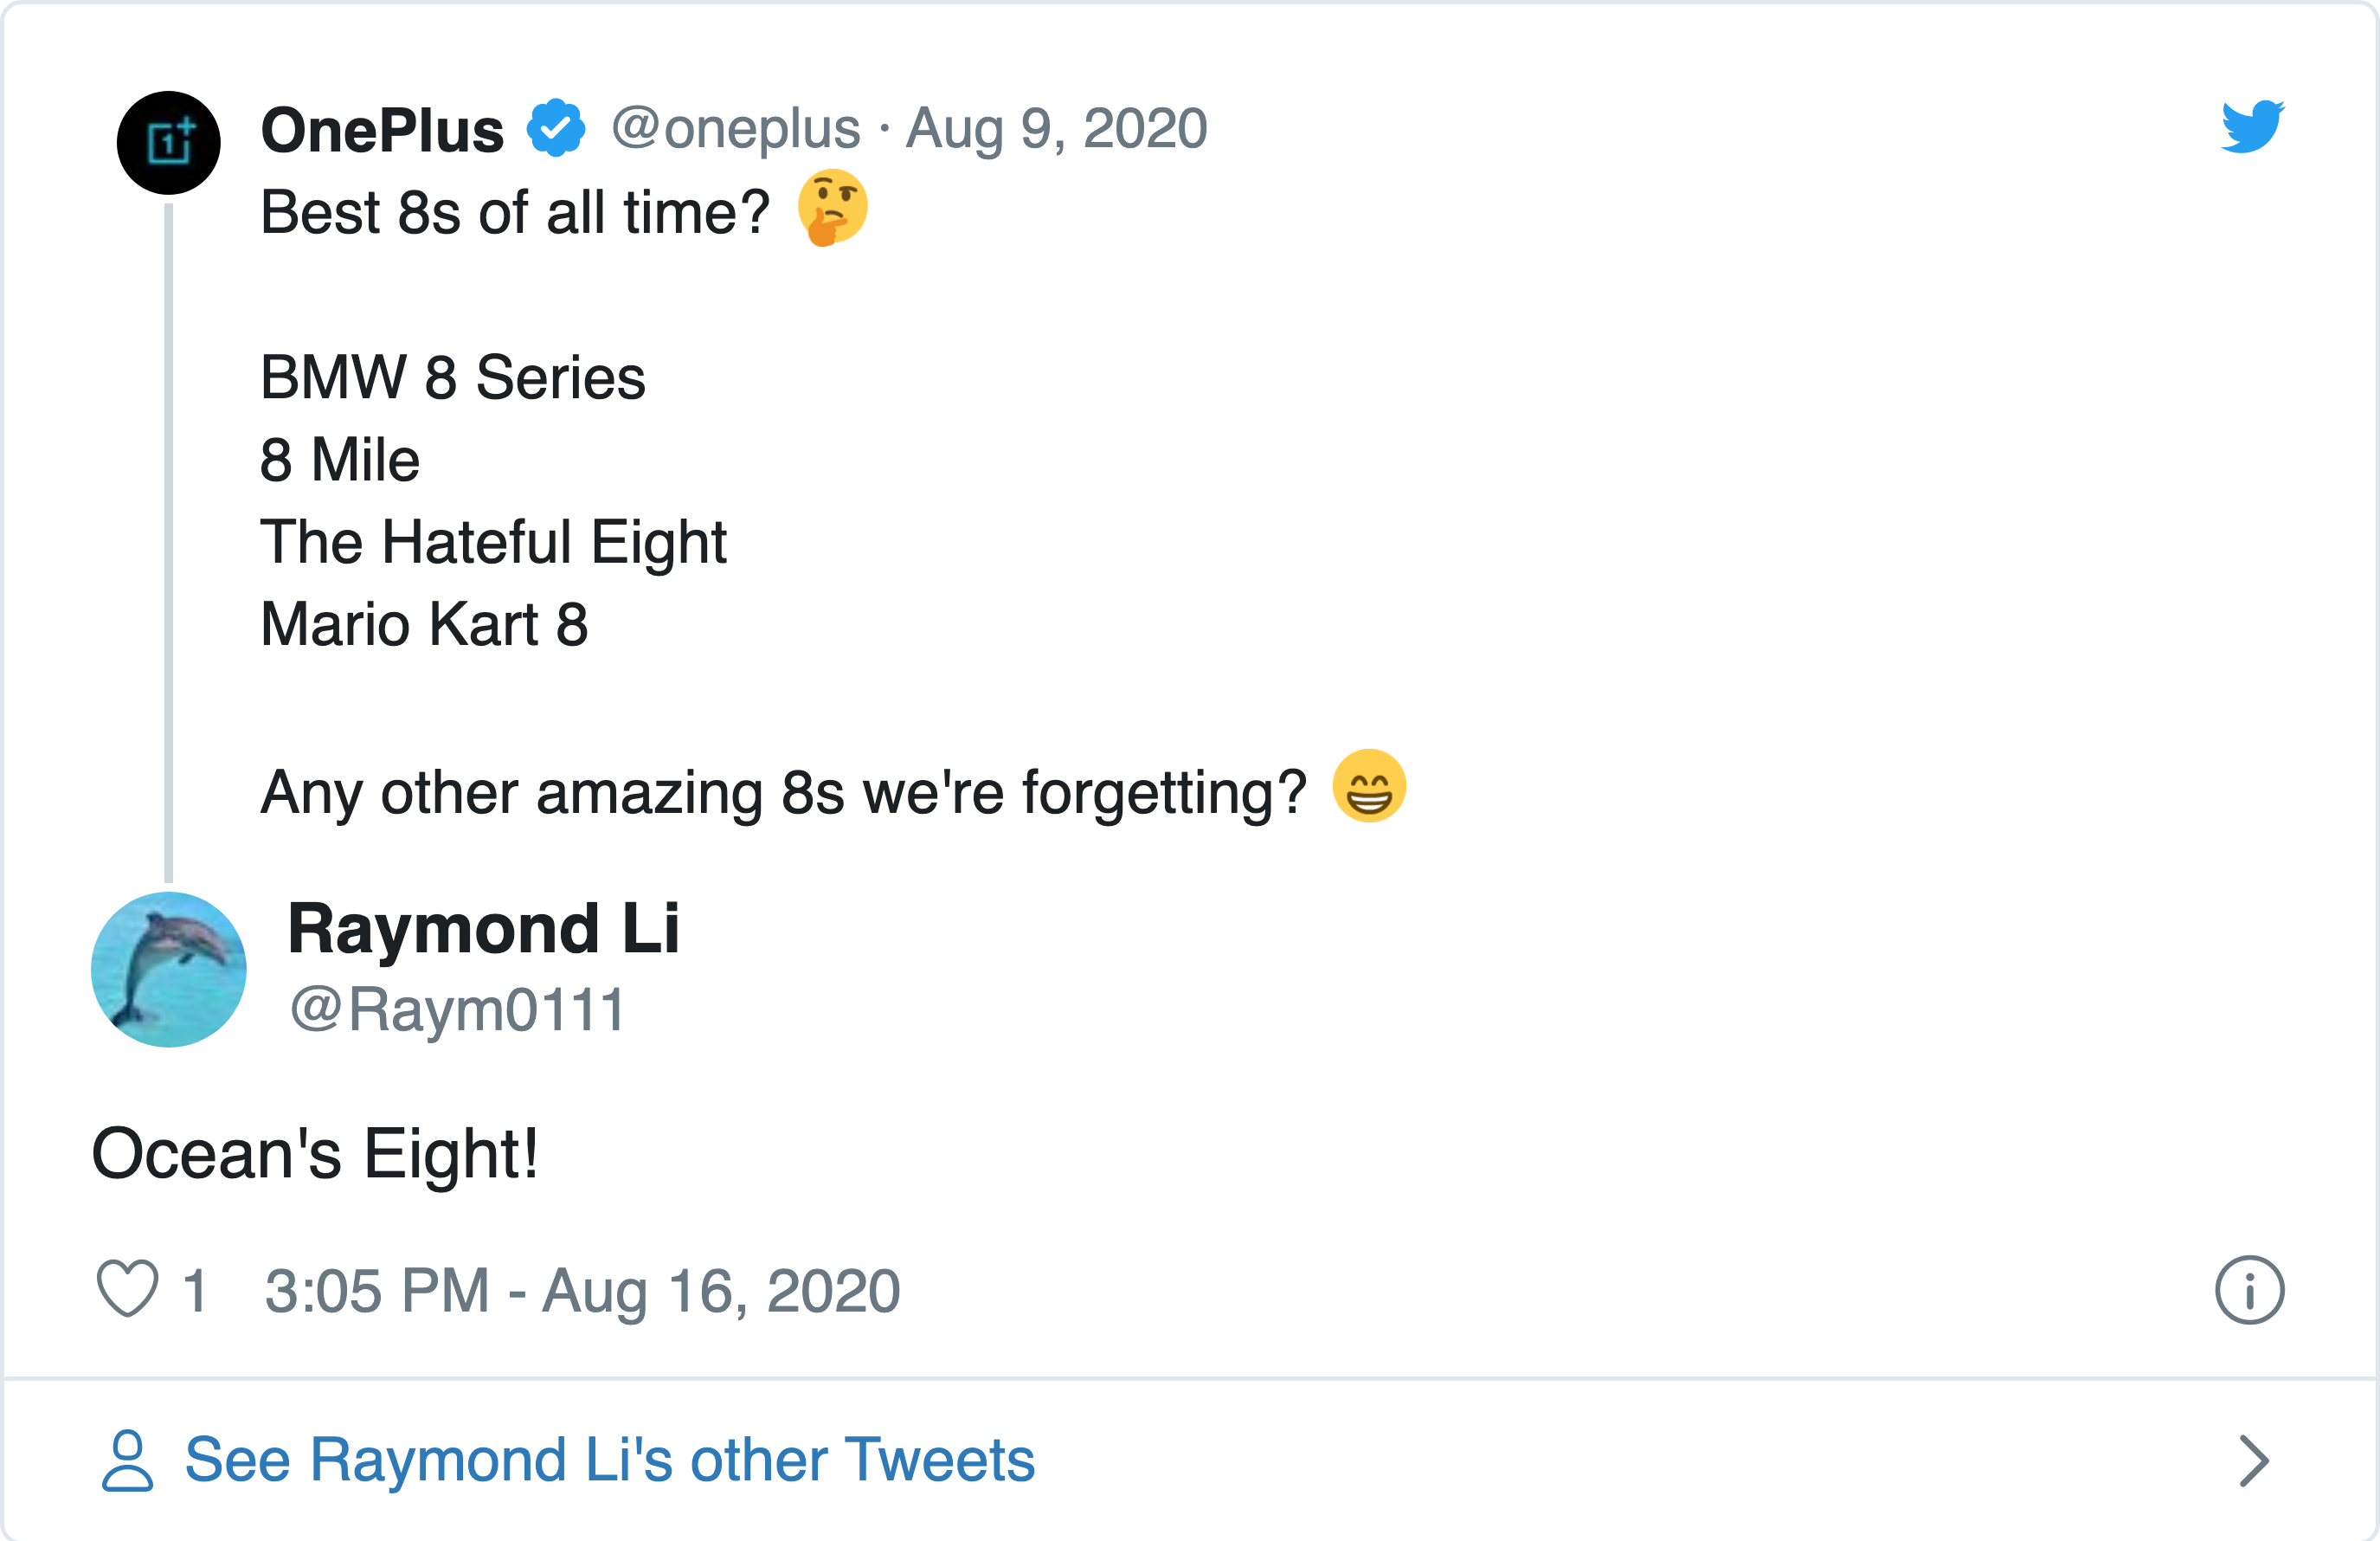 OnePlus @oneplus · Aug 9, 2020
Best 8s of all time? 🤔
BMW 8 Series
8 Mile
The Hateful Eight
Mario Kart 8
Any other amazing 8s we're forgetting? 😁
Raymond Li
@Raym0111
Ocean's Eight!
1 3:05 PM - Aug 16, 2020
See Raymond Li's other Tweets